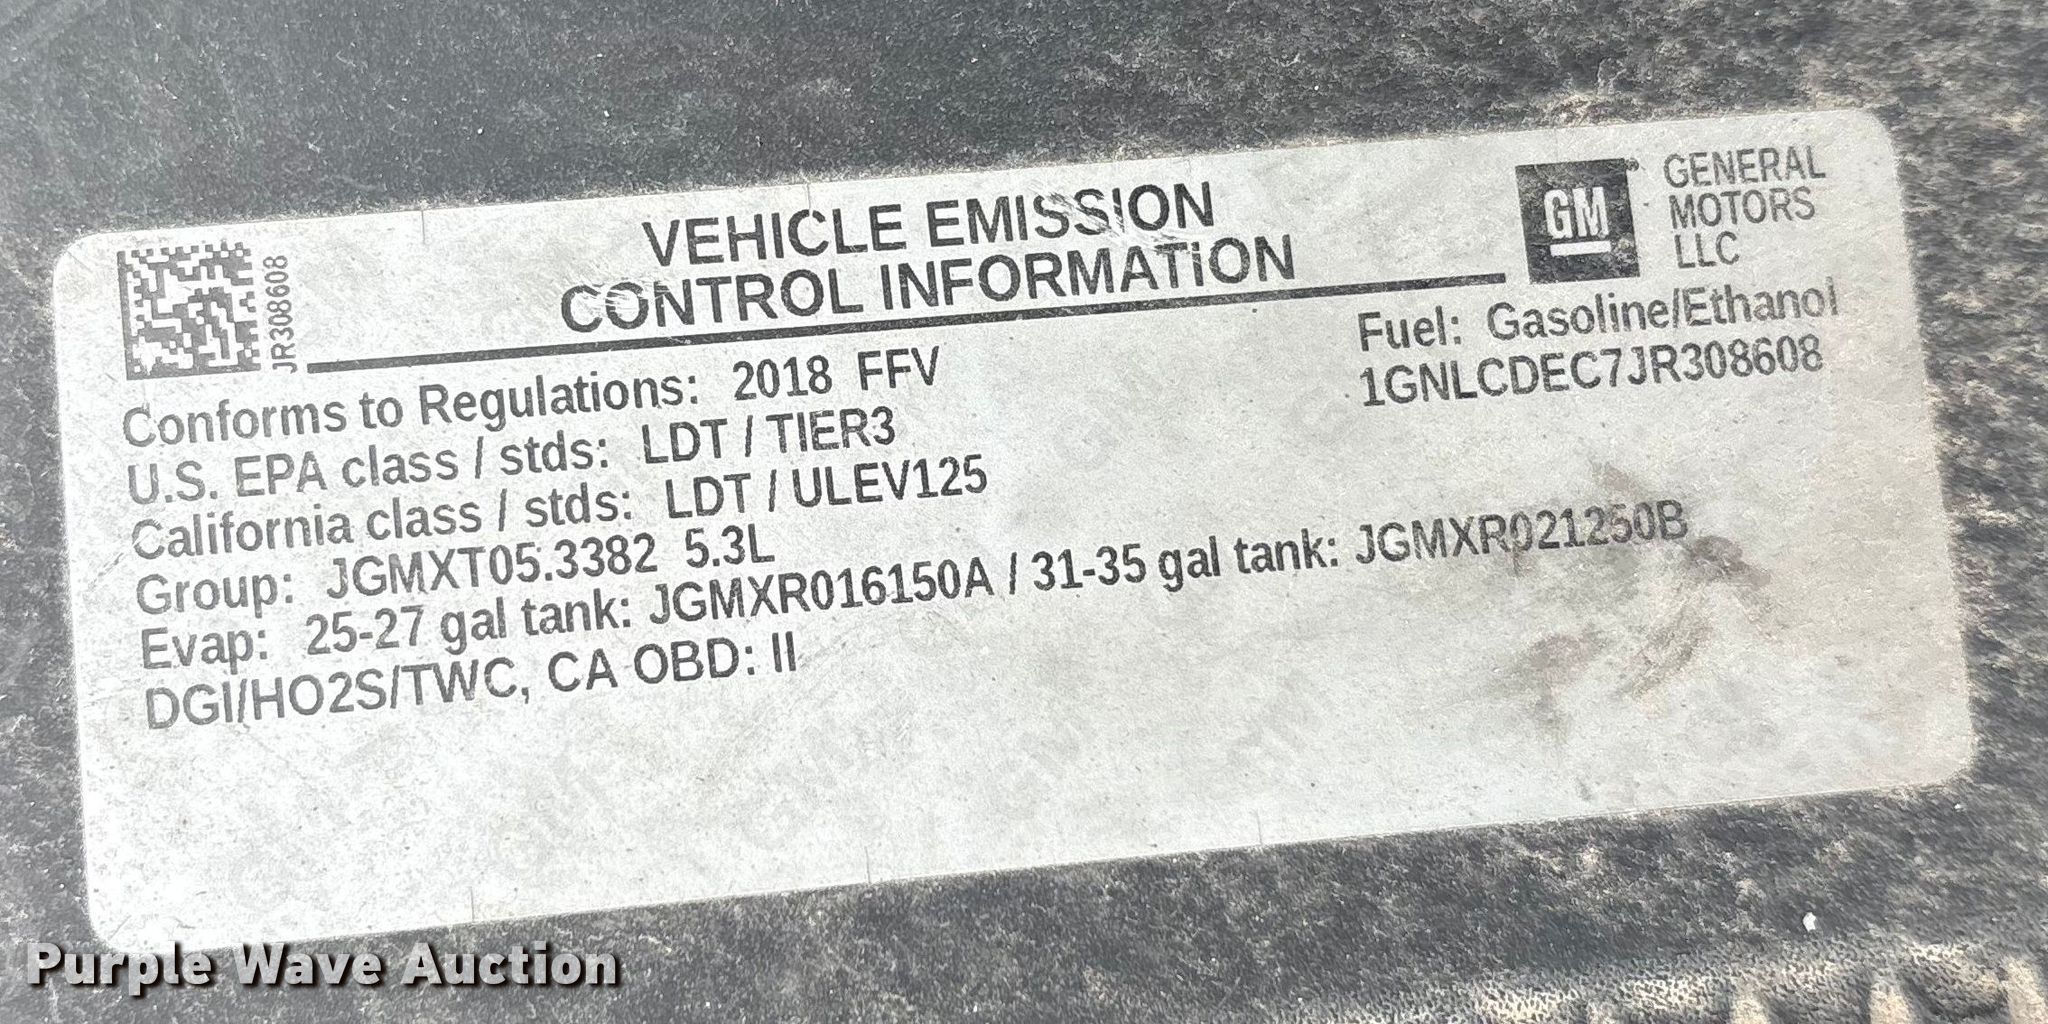 JR308608
VEHICLE EMISSION
CONTROL INFORMATION
GM
GENERAL
MOTORS
LLC
Fuel: Gasoline/Ethanol
1GNLCDEC7JR308608
Conforms to Regulations: 2018 FFV
U.S. EPA class / stds: LDT / TIER3
California class / stds: LDT / ULEV125
Group: JGMXT05.3382 5.3L
Evap: 25-27 gal tank: JGMXR016150A / 31-35 gal tank: JGMXR021250B
DGI/HO2S/TWC, CA OBD: II
Purple Wave Auction